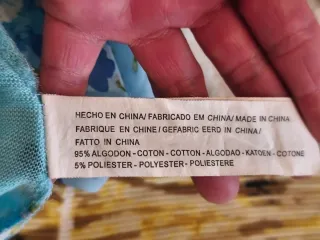 HECHO EN CHINA/ FABRICADO EM CHINA/ MADE IN CHINA
FABRIQUE EN CHINE/ GEFABRIC EERD IN CHINA/
FATTO IN CHINA
95% ALGODON - COTON - COTTON - ALGODAO - KATOEN - COTONE
5% POLIESTER - POLYESTER - POLIESTERE